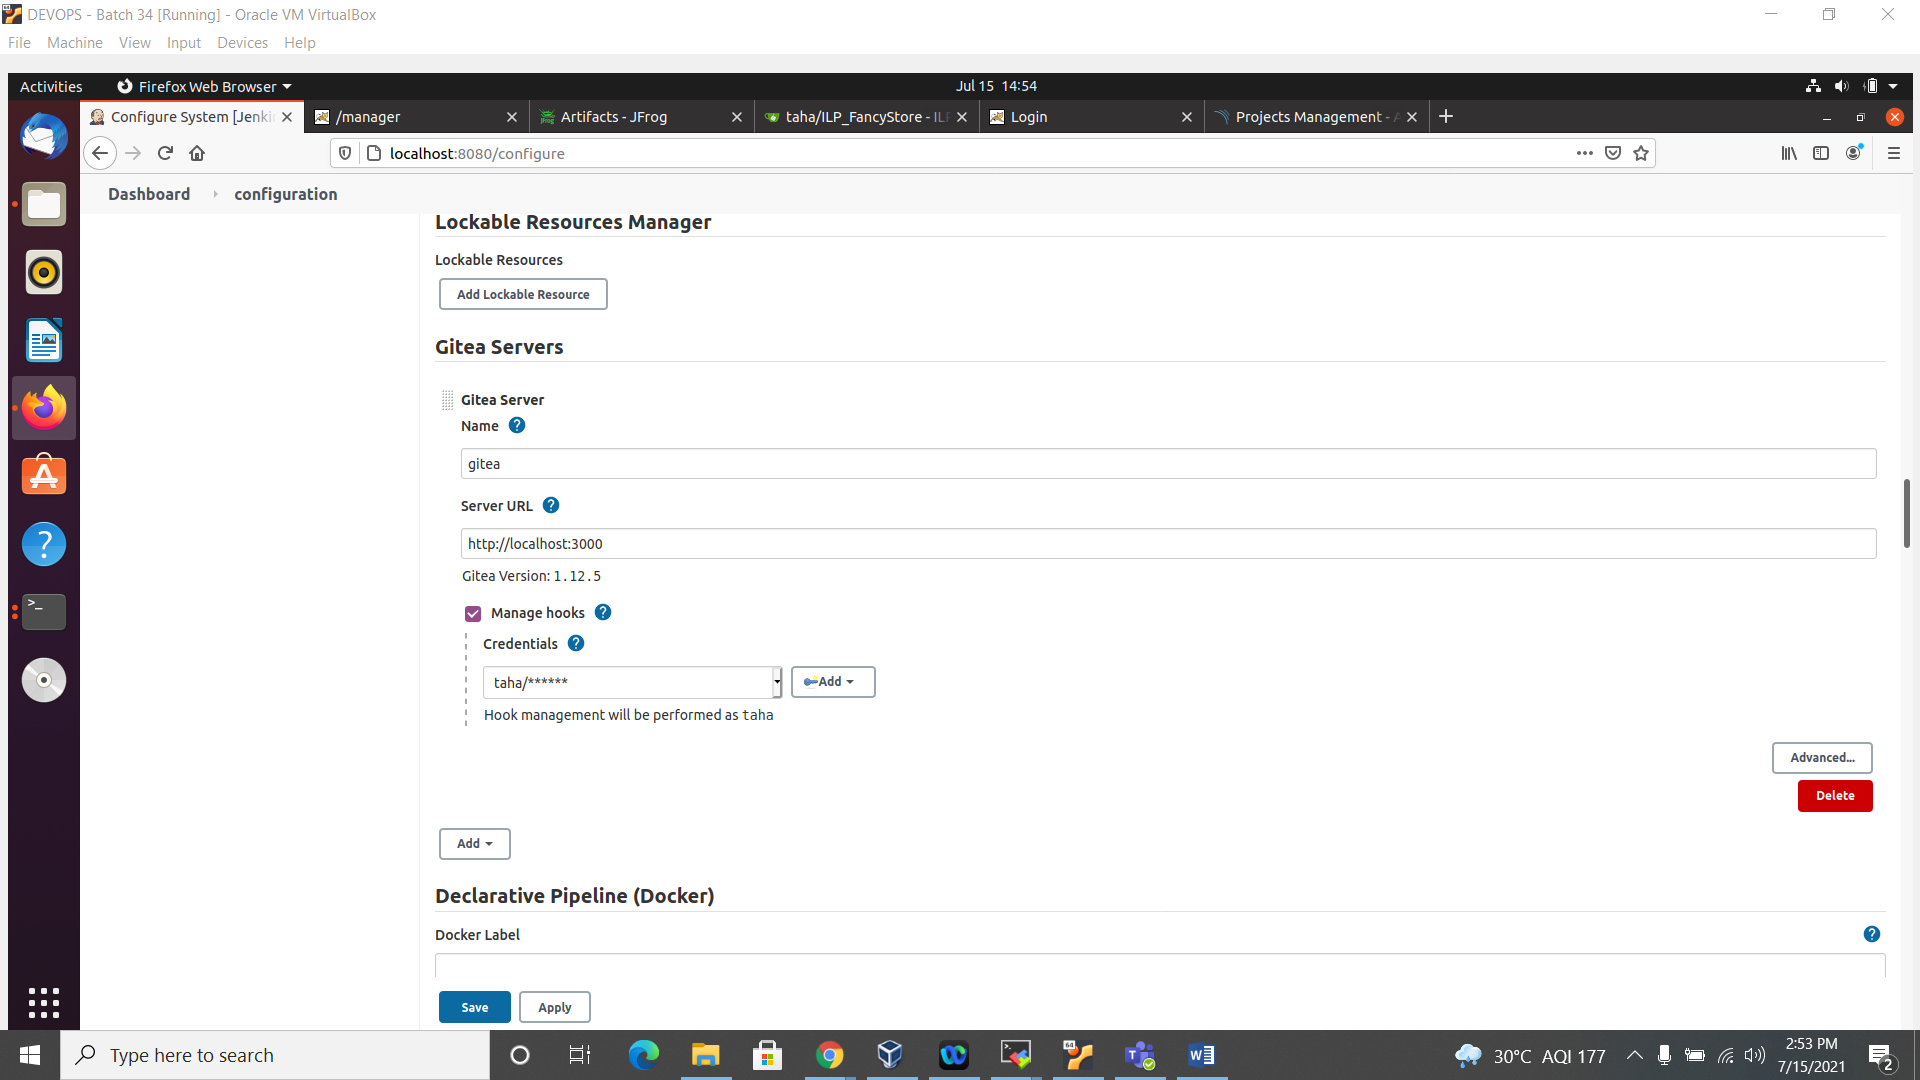 DEVOPS - Batch 34 [Running] - Oracle VM VirtualBox
File Machine View Input Devices Help
Activities Firefox Web Browser Jul 15 14:54
Configure System [Jenki /manager Artifacts - JFrog taha/ILP_FancyStore - ILF Login Projects Management - A
localhost:8080/configure
Dashboard configuration
Lockable Resources Manager
Lockable Resources
Add Lockable Resource
Gitea Servers
Gitea Server
Name ?
gitea
Server URL ?
http://localhost:3000
Gitea Version: 1.12.5
Manage hooks ?
Credentials ?
taha/****** Add
Hook management will be performed as taha
Advanced...
Delete
Add
Declarative Pipeline (Docker)
Docker Label ?
Save Apply
Type here to search
30°C AQI 177
2:53 PM
7/15/2021
2